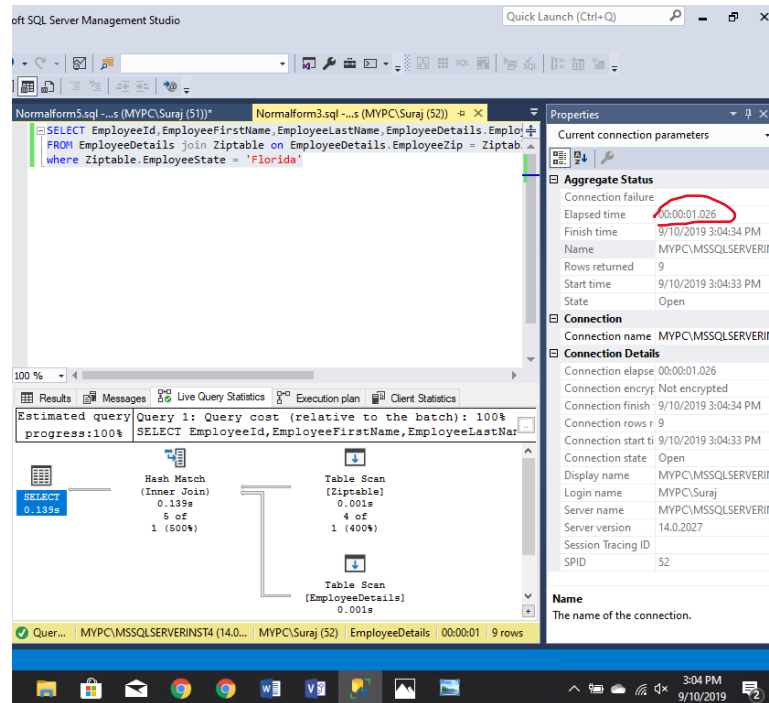 oft SQL Server Management Studio
Quick Launch (Ctrl+Q)
Normalform5.sql -...s (MYPC\Suraj (51))*
Normalform3.sql -...s (MYPC\Suraj (52))
SELECT EmployeeId,EmployeeFirstName,EmployeeLastName,EmployeeDetails.Emplo
FROM EmployeeDetails join Ziptable on EmployeeDetails.EmployeeZip = Ziptab
where Ziptable.EmployeeState = 'Florida'
100 %
Results Messages Live Query Statistics Execution plan Client Statistics
Estimated query
progress:100%
Query 1: Query cost (relative to the batch): 100%
SELECT EmployeeId,EmployeeFirstName,EmployeeLastNam
...
SELECT
0.139s
Hash Match
(Inner Join)
0.139s
5 of
1 (500%)
Table Scan
[Ziptable]
0.001s
4 of
1 (400%)
Table Scan
[EmployeeDetails]
0.001s
Quer... MYPC\MSSQLSERVERINST4 (14.0... MYPC\Suraj (52) EmployeeDetails 00:00:01 9 rows
Properties
Current connection parameters
Aggregate Status
Connection failure
Elapsed time 00:00:01.026
Finish time 9/10/2019 3:04:34 PM
Name MYPC\MSSQLSERVERIN
Rows returned 9
Start time 9/10/2019 3:04:33 PM
State Open
Connection
Connection name MYPC\MSSQLSERVERIN
Connection Details
Connection elapse 00:00:01.026
Connection encryp Not encrypted
Connection finish 9/10/2019 3:04:34 PM
Connection rows r 9
Connection start ti 9/10/2019 3:04:33 PM
Connection state Open
Display name MYPC\MSSQLSERVERIN
Login name MYPC\Suraj
Server name MYPC\MSSQLSERVERIN
Server version 14.0.2027
Session Tracing ID
SPID 52
Name
The name of the connection.
3:04 PM
9/10/2019
2